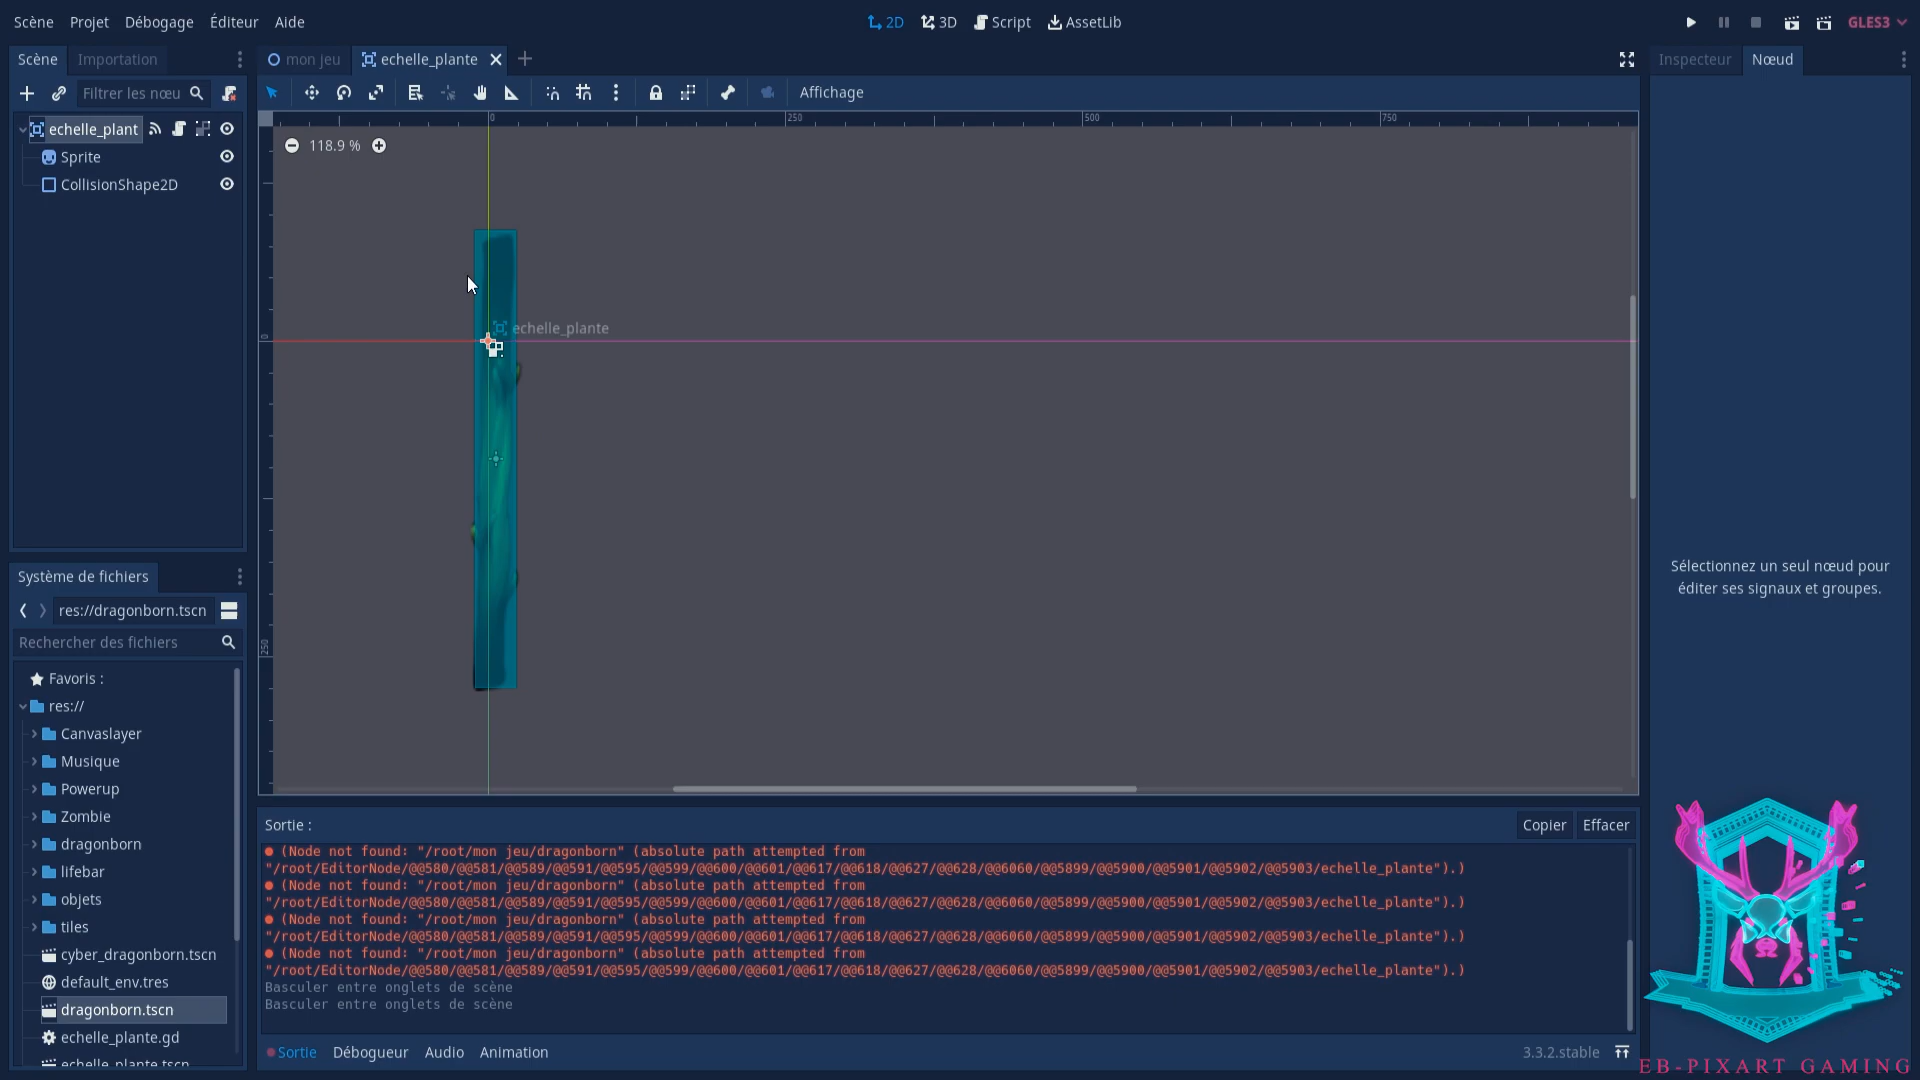 Scène Projet Débogage Éditeur Aide
2D 3D Script AssetLib
GLES3
Scène Importation
mon jeu echelle_plante
Inspecteur Nœud
Filtrer les nœu
Affichage
echelle_plant
Sprite
CollisionShape2D
0 250 500 750
118.9 %
echelle_plante
0
250
Sélectionnez un seul nœud pour
éditer ses signaux et groupes.
Système de fichiers
res://dragonborn.tscn
Rechercher des fichiers
Favoris :
res://
Canvaslayer
Musique
Powerup
Zombie
dragonborn
lifebar
objets
tiles
cyber_dragonborn.tscn
default_env.tres
dragonborn.tscn
echelle_plante.gd
echelle_plante.tscn
Sortie :
Copier Effacer
(Node not found: "/root/mon jeu/dragonborn" (absolute path attempted from
"/root/EditorNode/@@580/@@581/@@589/@@591/@@595/@@599/@@600/@@601/@@617/@@618/@@627/@@628/@@6060/@@5899/@@5900/@@5901/@@5902/@@5903/echelle_plante").)
(Node not found: "/root/mon jeu/dragonborn" (absolute path attempted from
"/root/EditorNode/@@580/@@581/@@589/@@591/@@595/@@599/@@600/@@601/@@617/@@618/@@627/@@628/@@6060/@@5899/@@5900/@@5901/@@5902/@@5903/echelle_plante").)
(Node not found: "/root/mon jeu/dragonborn" (absolute path attempted from
"/root/EditorNode/@@580/@@581/@@589/@@591/@@595/@@599/@@600/@@601/@@617/@@618/@@627/@@628/@@6060/@@5899/@@5900/@@5901/@@5902/@@5903/echelle_plante").)
(Node not found: "/root/mon jeu/dragonborn" (absolute path attempted from
"/root/EditorNode/@@580/@@581/@@589/@@591/@@595/@@599/@@600/@@601/@@617/@@618/@@627/@@628/@@6060/@@5899/@@5900/@@5901/@@5902/@@5903/echelle_plante").)
Basculer entre onglets de scène
Basculer entre onglets de scène
Sortie Débogueur Audio Animation
3.3.2.stable
EB-PIXART GAMING